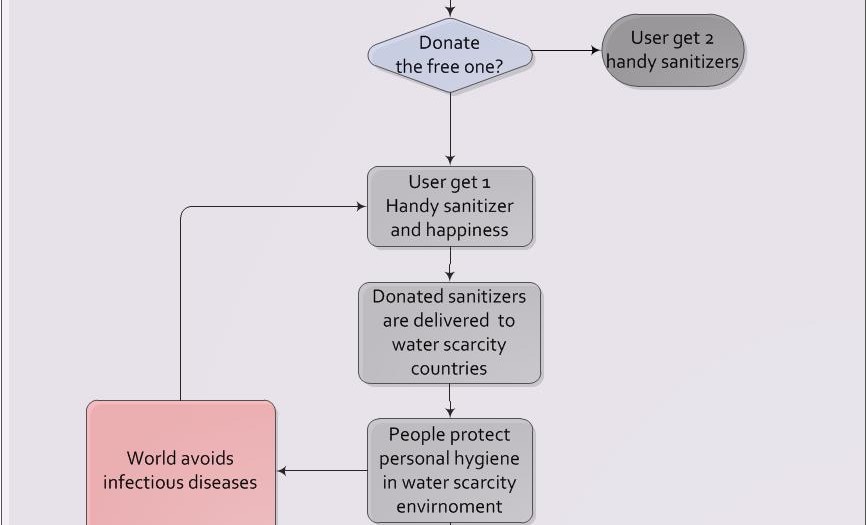 Donate
the free one?
User get 2
handy sanitizers
User get 1
Handy sanitizer
and happiness
Donated sanitizers
are delivered  to
water scarcity
countries
People protect
personal hygiene
in water scarcity
envirnoment
World avoids
infectious diseases